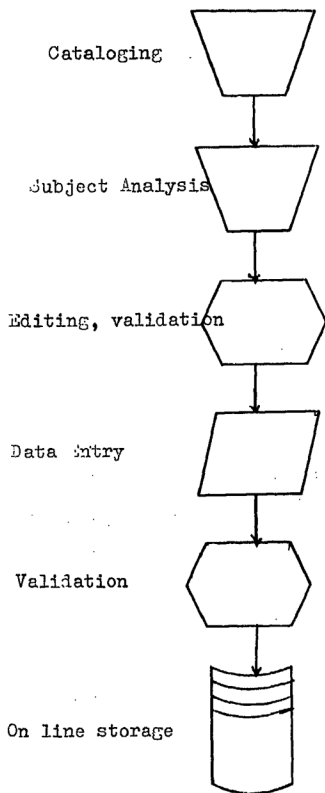 Cataloging
Subject Analysis
Editing, validation
Data Entry
Validation
On line storage